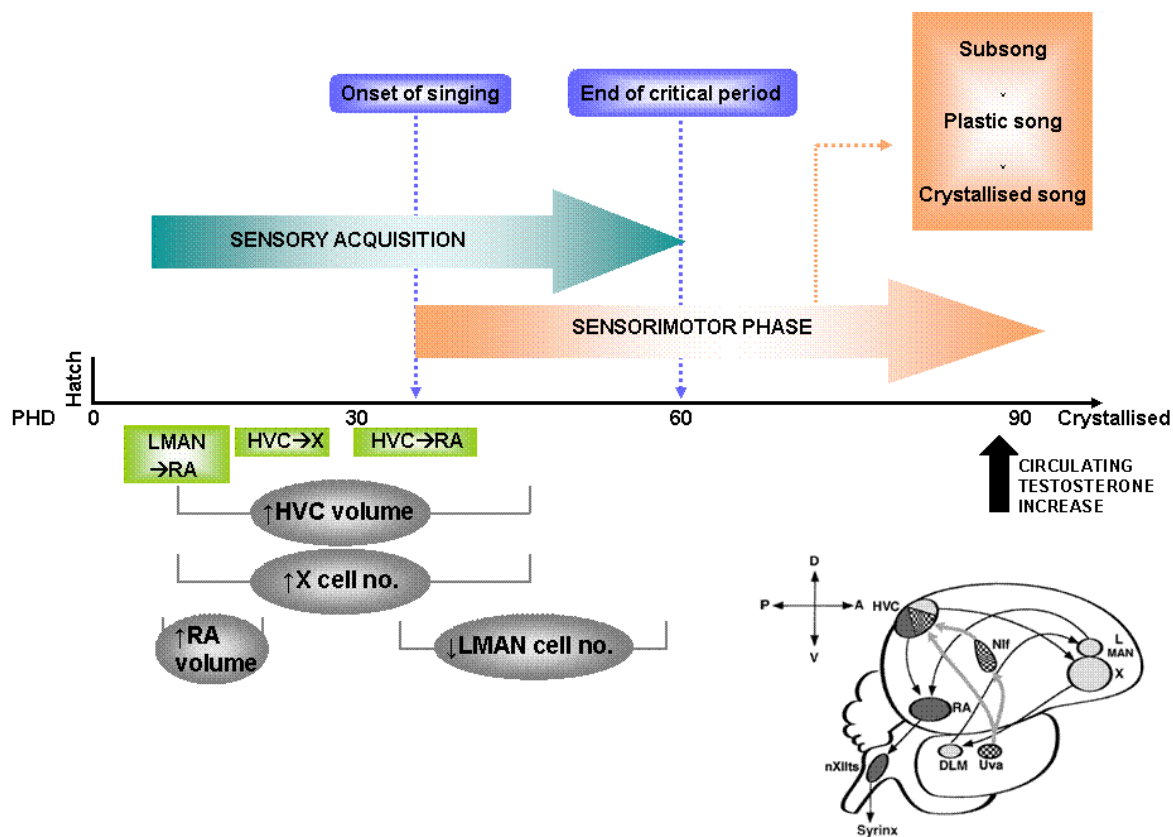 Subsong
Plastic song
Crystallised song
Onset of singing
End of critical period
SENSORY ACQUISITION
SENSORIMOTOR PHASE
Hatch
PHD 0 30 60 90 Crystallised
LMAN
→RA
HVC→X
HVC→RA
CIRCULATING
TESTOSTERONE
INCREASE
↑HVC volume
↑X cell no.
↑RA
volume
↓LMAN cell no.
D
P A
V
HVC
NIf
L
MAN
X
RA
DLM
Uva
nXIIts
Syrinx